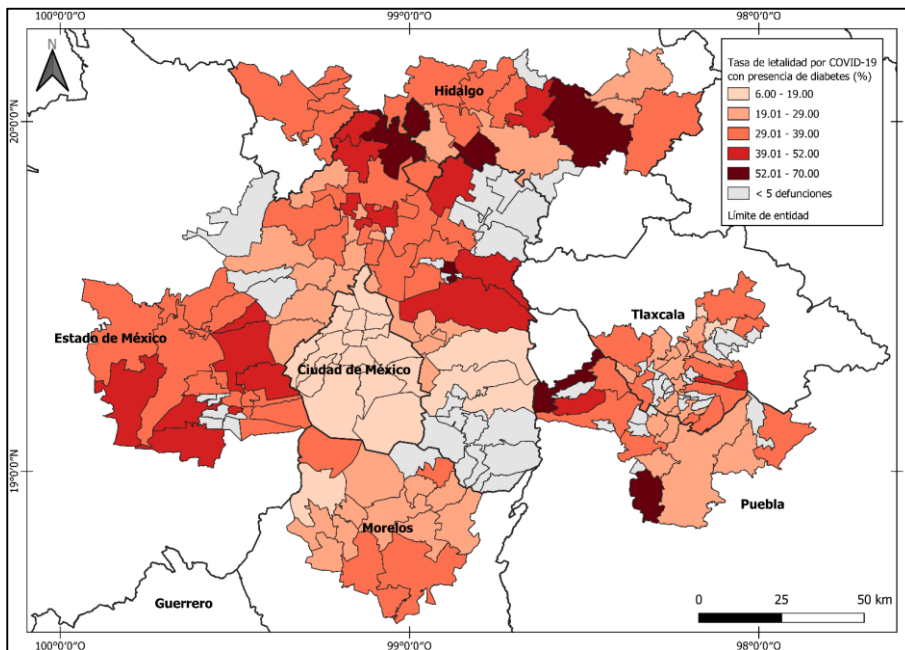 100°0'0"W
99°0'0"N
98°0'0"N
N
Tasa de letalidad por COVID-19
con presencia de diabetes (%)
6.00 - 19.00
19.01 - 29.00
29.01 - 39.00
39.01 - 52.00
52.01 - 70.00
< 5 defunciones
Límite de entidad
Hidalgo
20°0'0"N
Tlaxcala
Estado de México
Ciudad de México
19°0'0"N
Puebla
Morelos
Guerrero
0 25 50 km
100°0'0"N
99°0'0"N
98°0'0"N